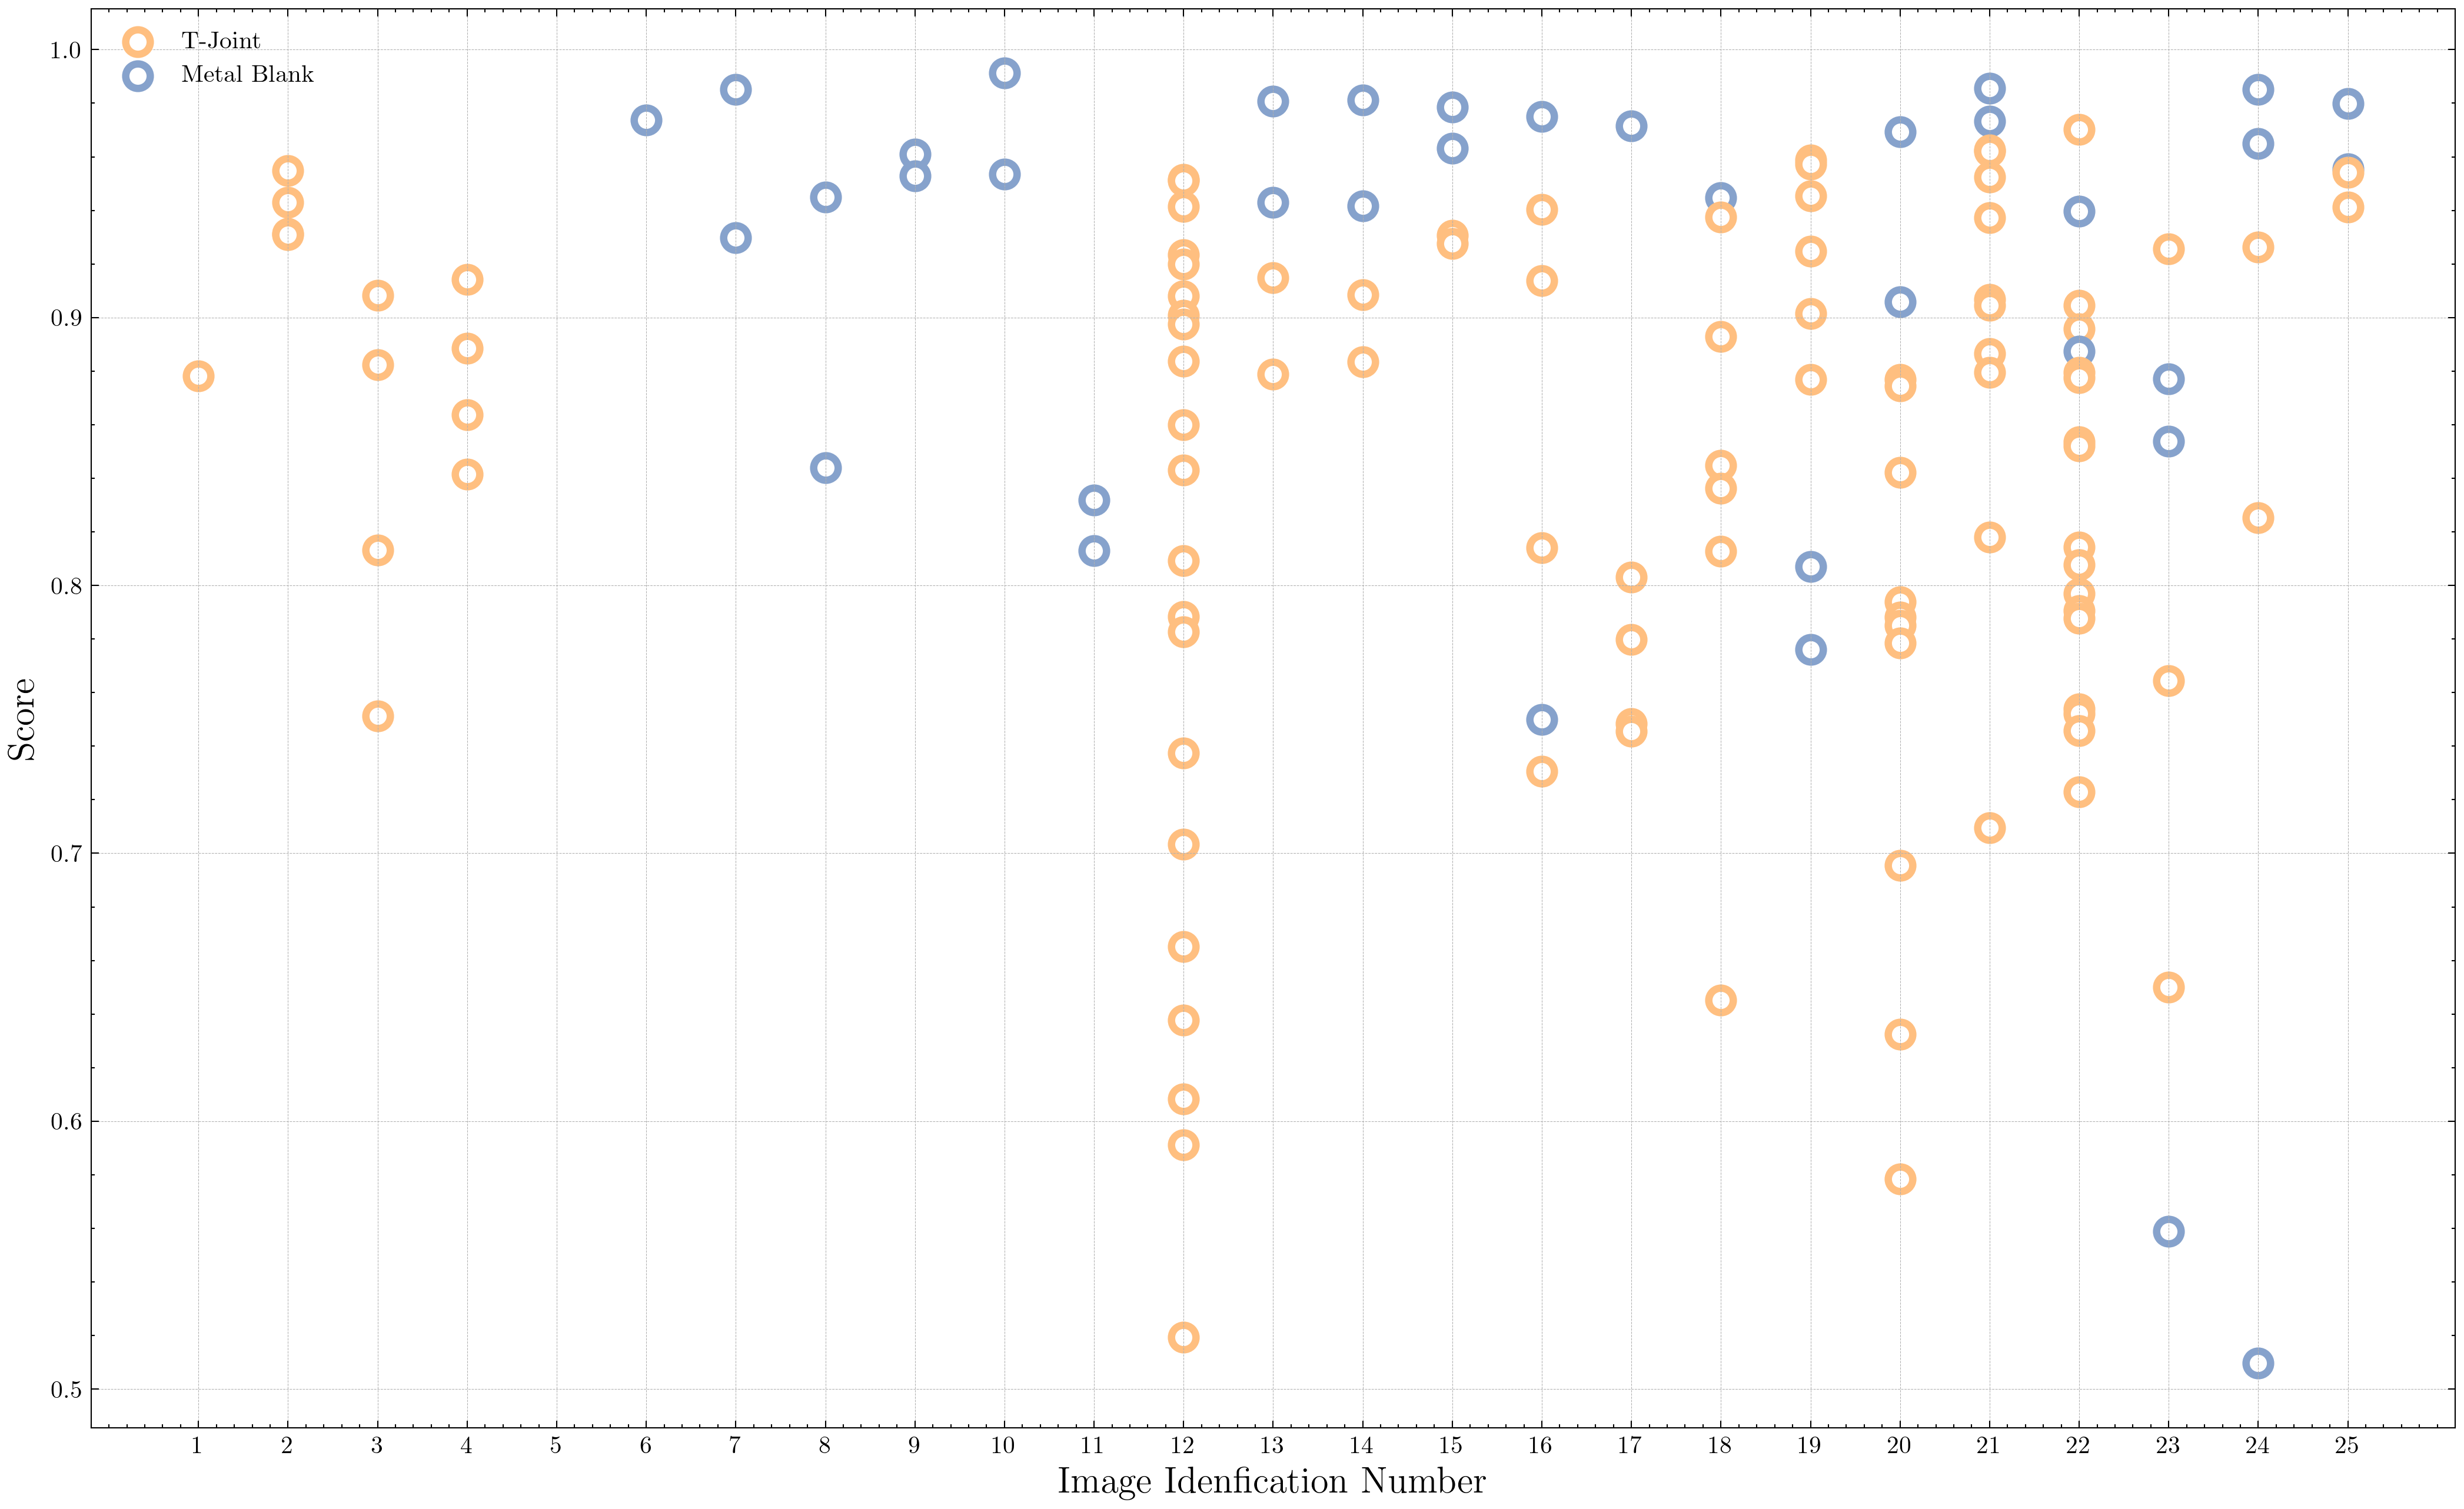 T-Joint
Metal Blank
1.0
0.9
0.8
0.7
0.6
0.5
Score
1 2 3 4 5 6 7 8 9 10 11 12 13 14 15 16 17 18 19 20 21 22 23 24 25
Image Idenfication Number